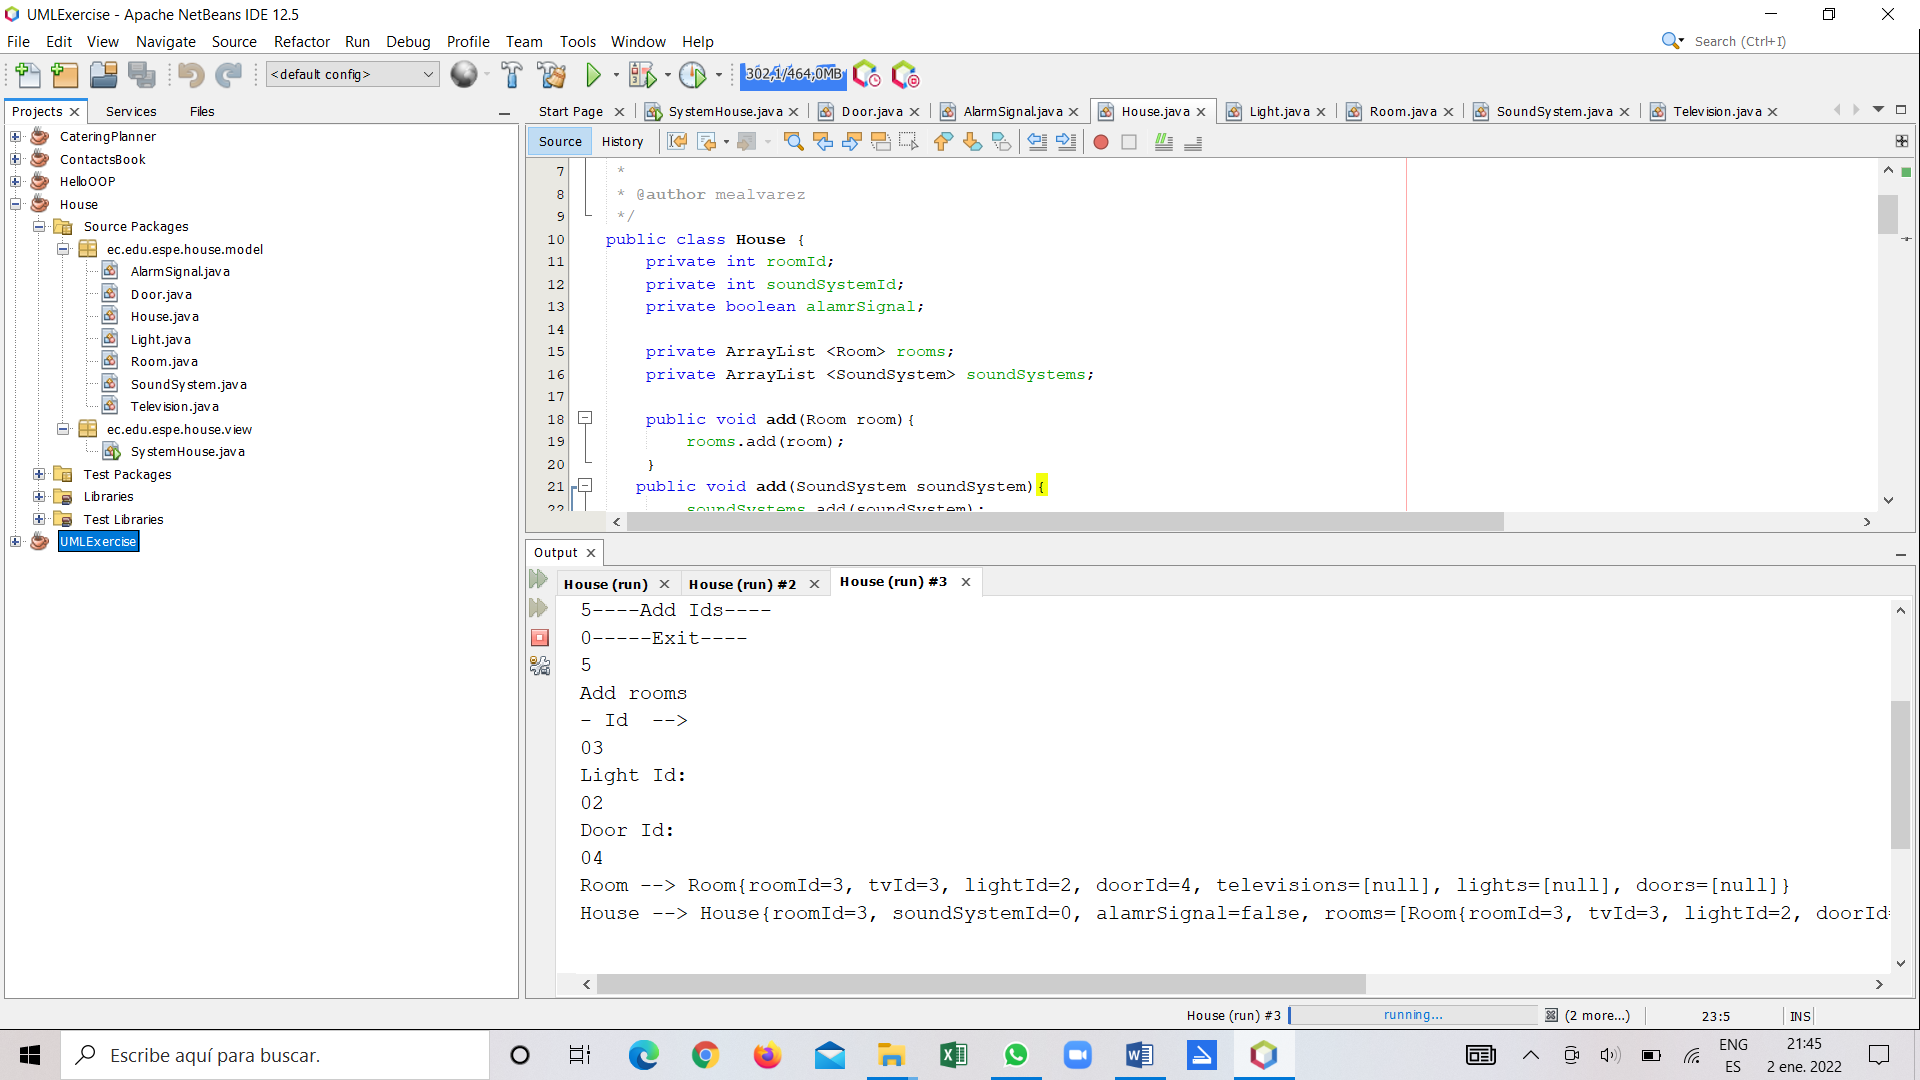 UMLExercise - Apache NetBeans IDE 12.5
File Edit View Navigate Source Refactor Run Debug Profile Team Tools Window Help
Search (Ctrl+I)
<default config>
302,1/464,0MB
Projects Services Files
CateringPlanner
ContactsBook
HelloOOP
House
Source Packages
ec.edu.espe.house.model
AlarmSignal.java
Door.java
House.java
Light.java
Room.java
SoundSystem.java
Television.java
ec.edu.espe.house.view
SystemHouse.java
Test Packages
Libraries
Test Libraries
UMLExercise
Start Page SystemHouse.java Door.java AlarmSignal.java House.java Light.java Room.java SoundSystem.java Television.java
Source History
7 *
8 * @author mealvarez
9 */
10 public class House {
11 private int roomId;
12 private int soundSystemId;
13 private boolean alamrSignal;
14
15 private ArrayList <Room> rooms;
16 private ArrayList <SoundSystem> soundSystems;
17
18 public void add(Room room){
19 rooms.add(room);
20 }
21 public void add(SoundSystem soundSystem){
22 soundSystems.add(soundSystem);
Output
House (run) House (run) #2 House (run) #3
5----Add Ids----
0-----Exit----
5
Add rooms
- Id -->
03
Light Id:
02
Door Id:
04
Room --> Room{roomId=3, tvId=3, lightId=2, doorId=4, televisions=[null], lights=[null], doors=[null]}
House --> House{roomId=3, soundSystemId=0, alamrSignal=false, rooms=[Room{roomId=3, tvId=3, lightId=2, doorId
House (run) #3 running... (2 more...) 23:5 INS
Escribe aquí para buscar.
ENG
ES
21:45
2 ene. 2022